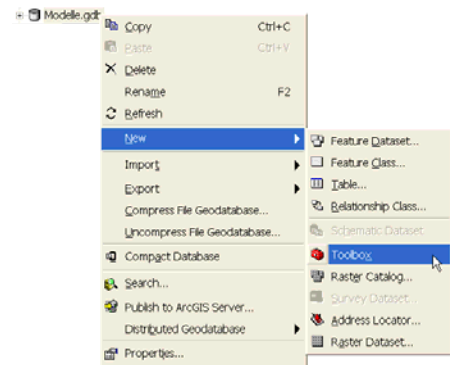 Modelle.gdb
Copy Ctrl+C
Paste Ctrl+V
Delete
Rename F2
Refresh
New
Import
Export
Compress File Geodatabase...
Uncompress File Geodatabase...
Compact Database
Search...
Publish to ArcGIS Server...
Distributed Geodatabase
Properties...
Feature Dataset...
Feature Class...
Table...
Relationship Class...
Schematic Dataset
Toolbox
Raster Catalog...
Survey Dataset...
Address Locator...
Raster Dataset...